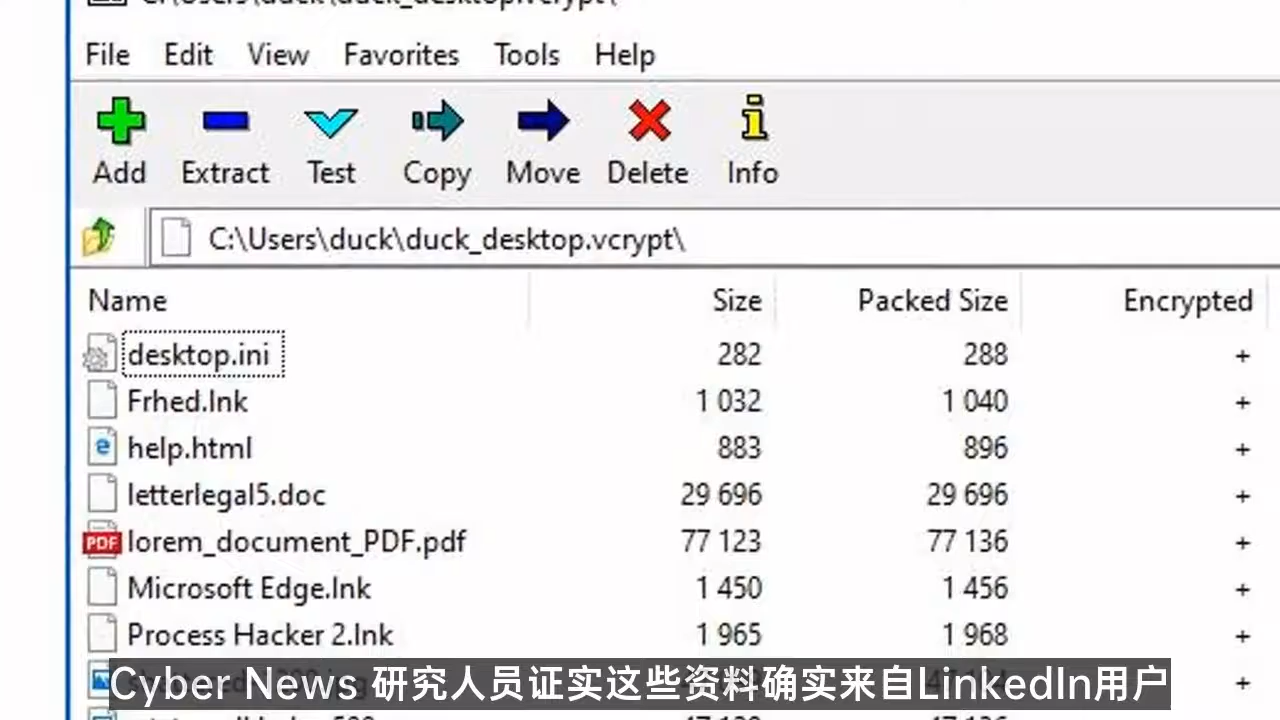 File Edit View Favorites Tools Help
Add Extract Test Copy Move Delete Info
C:\Users\duck\duck_desktop.vcrypt\
Name Size Packed Size Encrypted
desktop.ini 282 288 +
Frhed.lnk 1 032 1 040 +
help.html 883 896 +
letterlegal5.doc 29 696 29 696 +
PDF lorem_document_PDF.pdf 77 123 77 136 +
Microsoft Edge.lnk 1 450 1 456 +
Process Hacker 2.lnk 1 965 1 968 +
Cyber News 研究人员证实这些资料确实来自LinkedIn用户